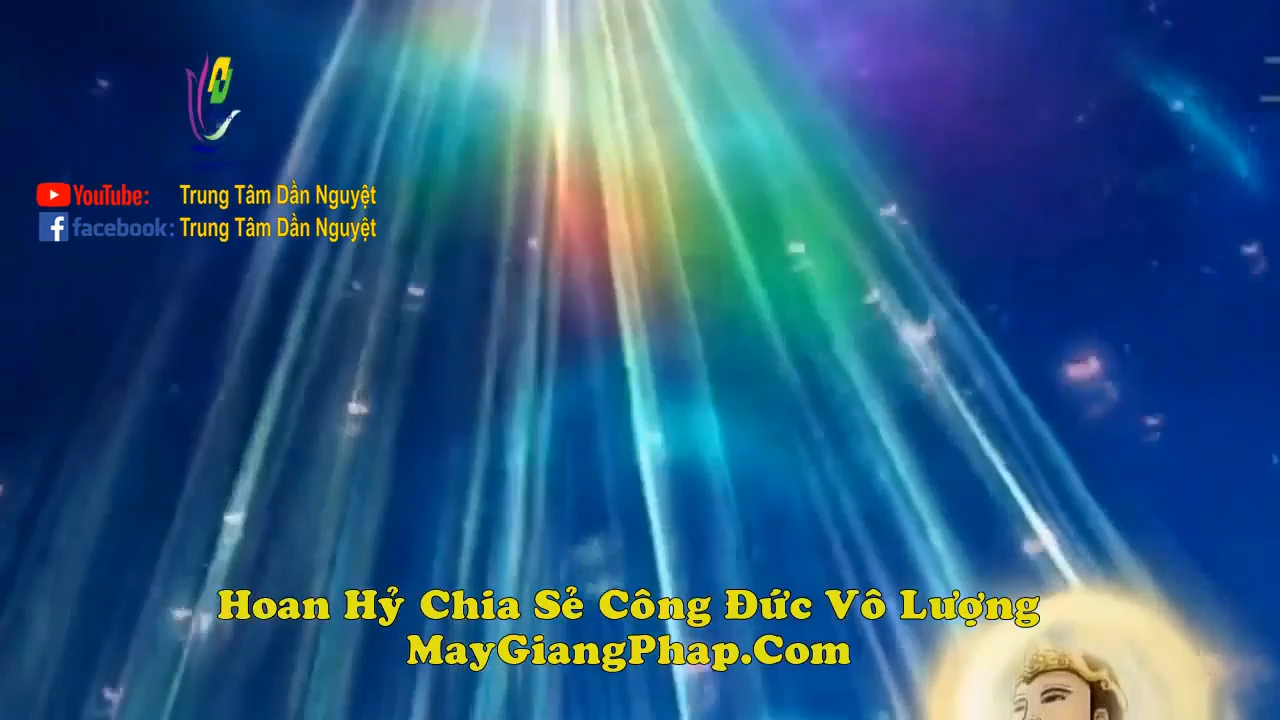 YouTube: Trung Tâm Dần Nguyệt
facebook: Trung Tâm Dần Nguyệt
Hoan Hỷ Chia Sẻ Công Đức Vô Lượng
MayGiangPhap.Com